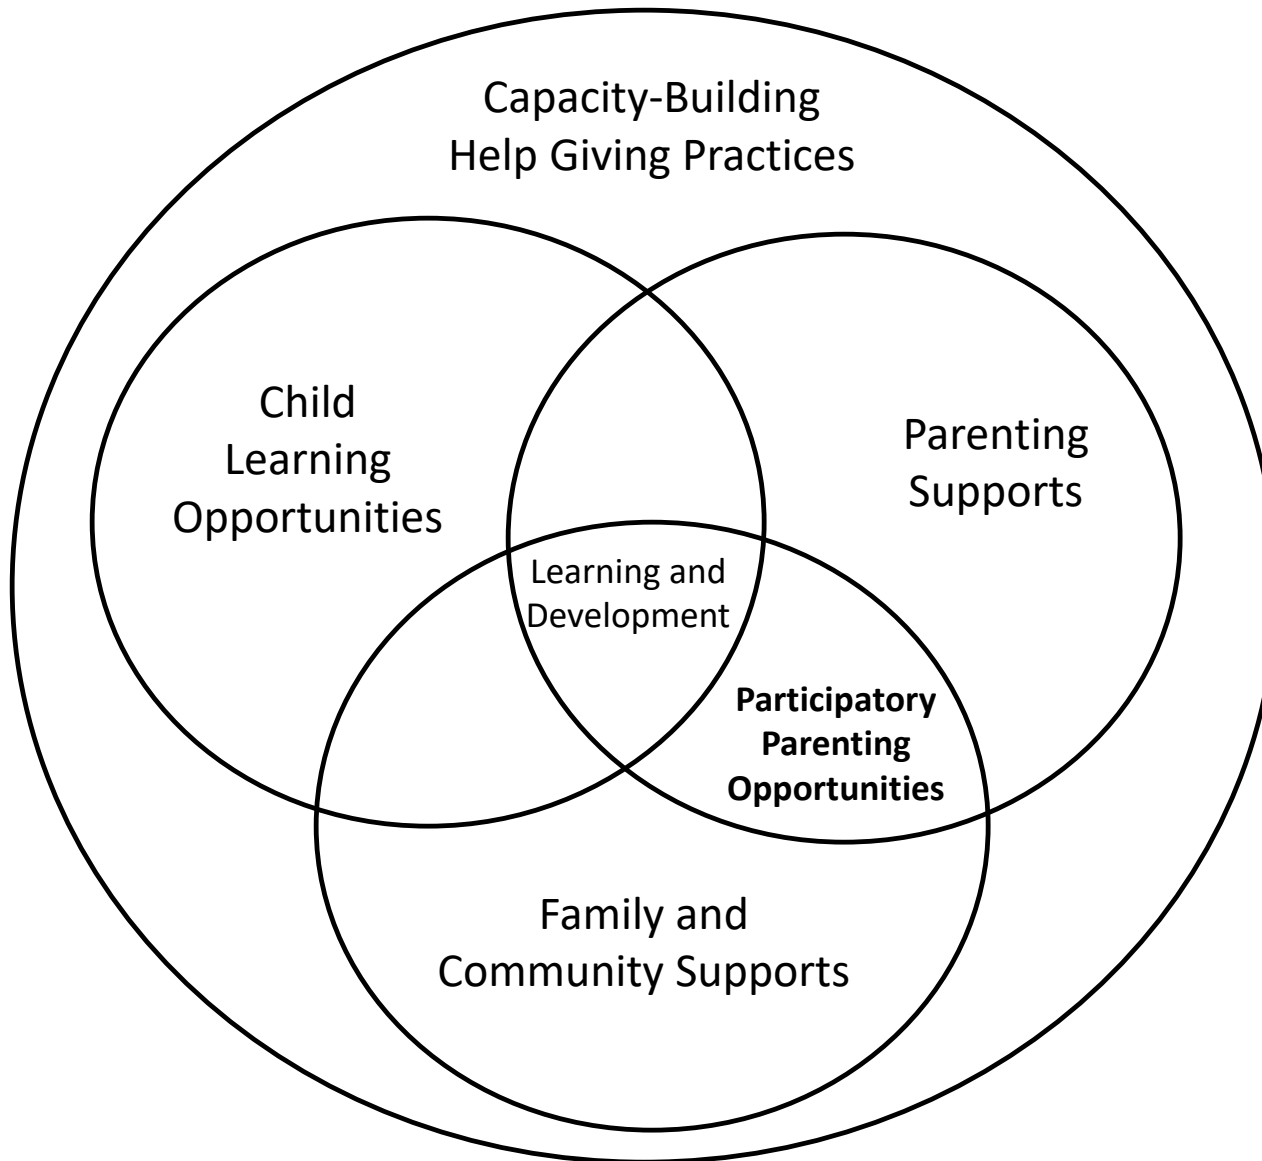 Capacity-Building
Help Giving Practices
Child
Learning
Opportunities
Parenting
Supports
Learning and
Development
Participatory
Parenting
Opportunities
Family and
Community Supports